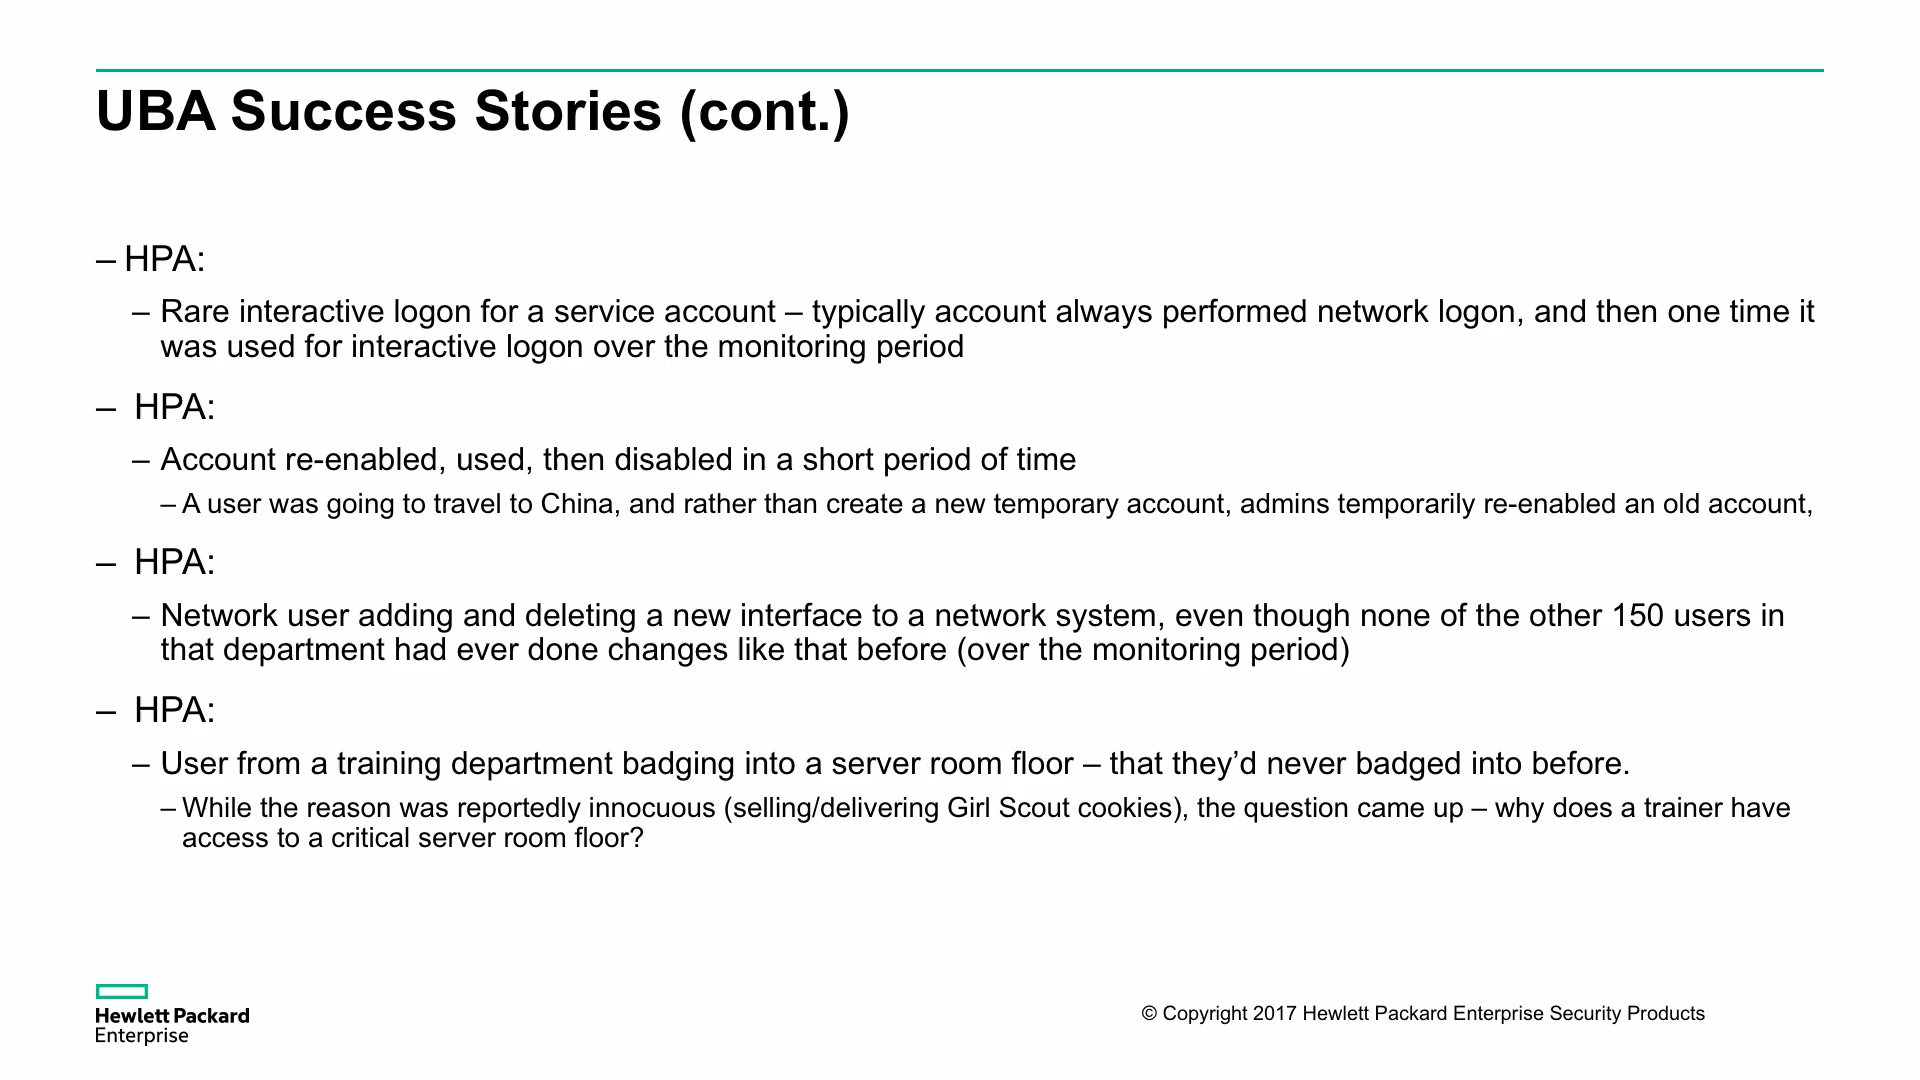 UBA Success Stories (cont.)
– HPA:
– Rare interactive logon for a service account – typically account always performed network logon, and then one time it
was used for interactive logon over the monitoring period
– HPA:
– Account re-enabled, used, then disabled in a short period of time
– A user was going to travel to China, and rather than create a new temporary account, admins temporarily re-enabled an old account,
– HPA:
– Network user adding and deleting a new interface to a network system, even though none of the other 150 users in
that department had ever done changes like that before (over the monitoring period)
– HPA:
– User from a training department badging into a server room floor – that they’d never badged into before.
– While the reason was reportedly innocuous (selling/delivering Girl Scout cookies), the question came up – why does a trainer have
access to a critical server room floor?
Hewlett Packard
Enterprise
© Copyright 2017 Hewlett Packard Enterprise Security Products